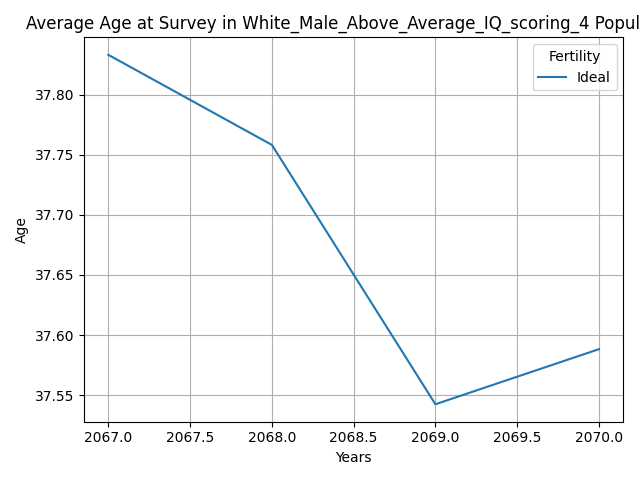 Average Age at Survey in White_Male_Above_Average_IQ_scoring_4 Popul
Fertility
Ideal
37.80
37.75
37.70
37.65
37.60
37.55
Age
2067.0 2067.5 2068.0 2068.5 2069.0 2069.5 2070.0
Years